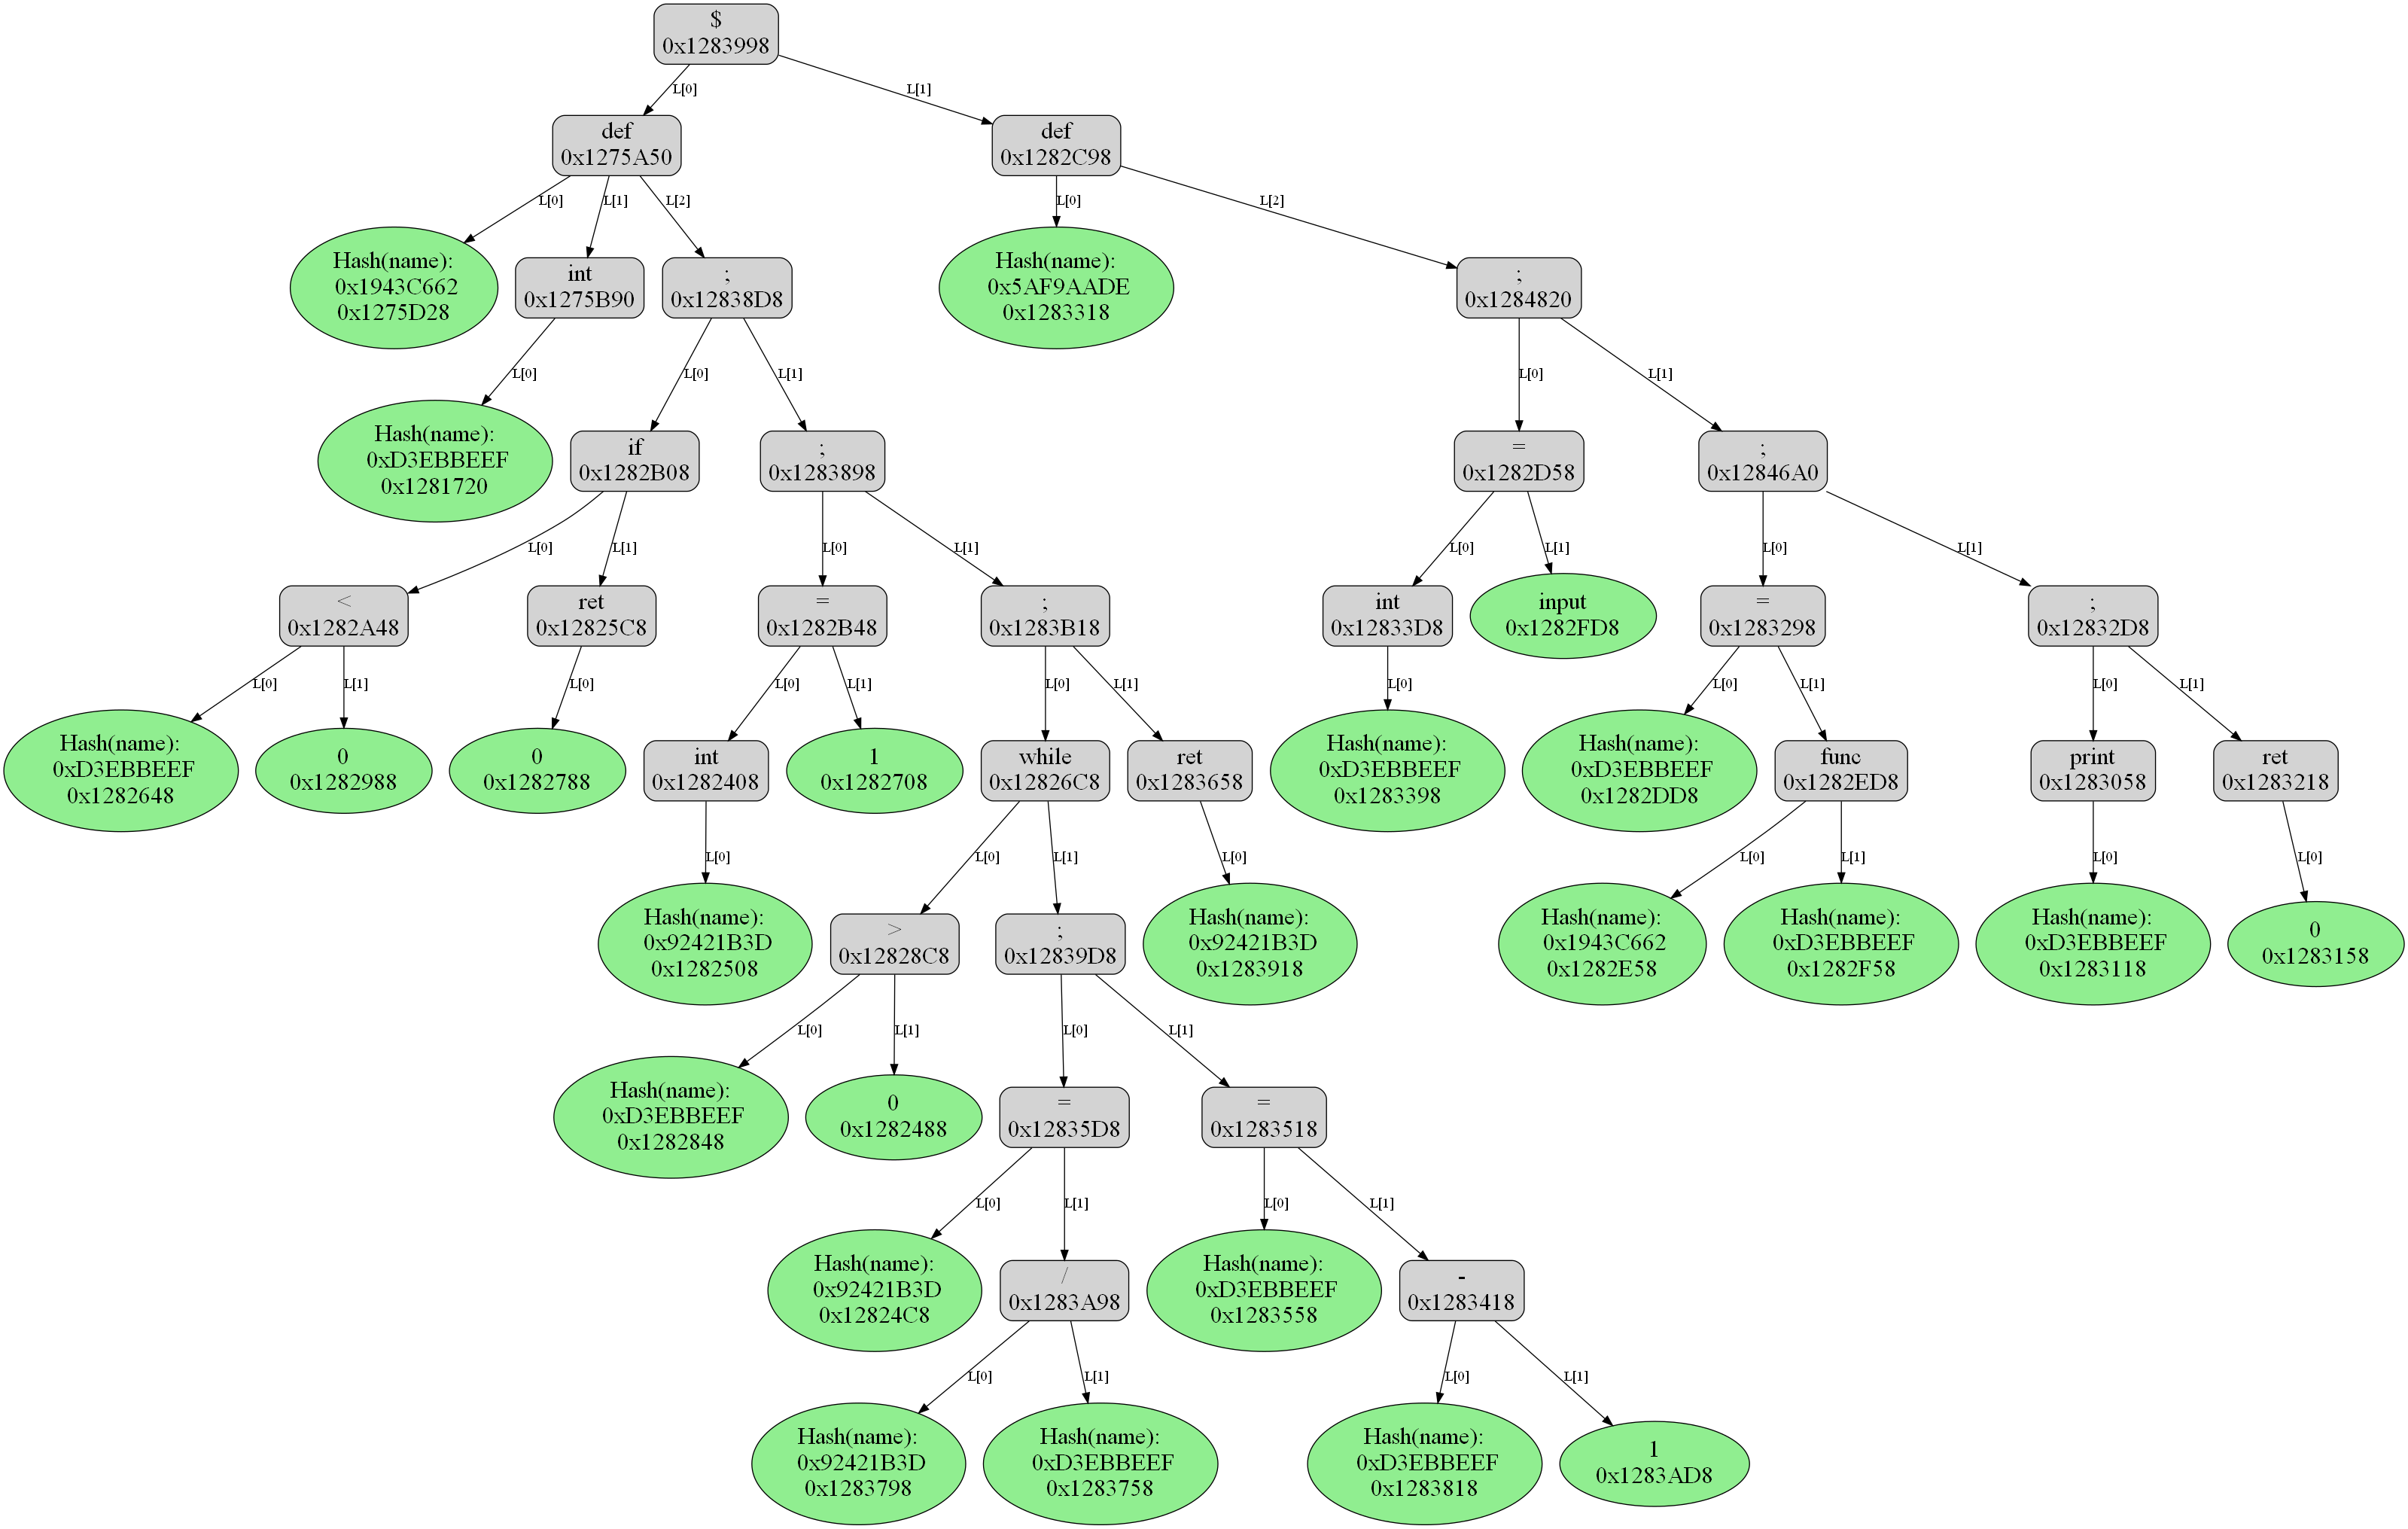 $
0x1283998
L[0]
L[1]
def
0x1275A50
def
0x1282C98
L[0]
L[1]
L[2]
L[0]
L[2]
Hash(name):
0x1943C662
0x1275D28
int
0x1275B90
;
0x12838D8
Hash(name):
0x5AF9AADE
0x1283318
;
0x1284820
L[0]
L[0]
L[1]
L[0]
L[1]
Hash(name):
0xD3EBBEEF
0x1281720
if
0x1282B08
;
0x1283898
=
0x1282D58
;
0x12846A0
L[0]
L[1]
L[0]
L[1]
L[0]
L[1]
L[0]
L[1]
<
0x1282A48
ret
0x12825C8
=
0x1282B48
;
0x1283B18
int
0x12833D8
input
0x1282FD8
=
0x1283298
;
0x12832D8
L[0]
L[1]
L[0]
L[0]
L[1]
L[0]
L[1]
L[0]
L[0]
L[1]
L[0]
L[1]
Hash(name):
0xD3EBBEEF
0x1282648
0
0x1282988
0
0x1282788
int
0x1282408
1
0x1282708
while
0x12826C8
ret
0x1283658
Hash(name):
0xD3EBBEEF
0x1283398
Hash(name):
0xD3EBBEEF
0x1282DD8
func
0x1282ED8
print
0x1283058
ret
0x1283218
L[0]
L[0]
L[1]
L[0]
L[0]
L[1]
L[0]
L[0]
Hash(name):
0x92421B3D
0x1282508
>
0x12828C8
;
0x12839D8
Hash(name):
0x92421B3D
0x1283918
Hash(name):
0x1943C662
0x1282E58
Hash(name):
0xD3EBBEEF
0x1282F58
Hash(name):
0xD3EBBEEF
0x1283118
0
0x1283158
L[0]
L[1]
L[0]
L[1]
Hash(name):
0xD3EBBEEF
0x1282848
0
0x1282488
=
0x12835D8
=
0x1283518
L[0]
L[1]
L[0]
L[1]
Hash(name):
0x92421B3D
0x12824C8
/
0x1283A98
Hash(name):
0xD3EBBEEF
0x1283558
-
0x1283418
L[0]
L[1]
L[0]
L[1]
Hash(name):
0x92421B3D
0x1283798
Hash(name):
0xD3EBBEEF
0x1283758
Hash(name):
0xD3EBBEEF
0x1283818
1
0x1283AD8